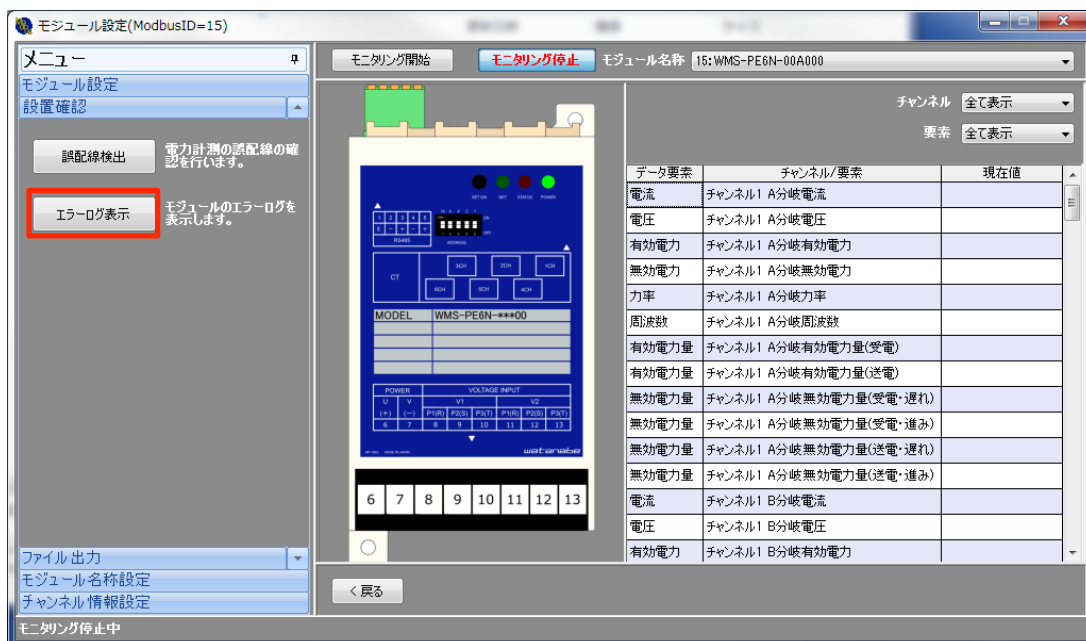 モジュール設定(ModbusID=15)
メニュー
モジュール設定
設置確認
誤配線検出
電力計測の誤配線の確
認を行います。
エラーログ表示
モジュールのエラーログを
表示します。
ファイル出力
モジュール名称設定
チャンネル情報設定
モニタリング停止中
モニタリング開始
モニタリング停止
モジュール名称
15:WMS-PE6N-00A000
SET SW NET STATUS POWER
1 2 3 4 5
E - + - +
RS485
ON
OFF
ADDRESS
CT
3CH 2CH 1CH
6CH 5CH 4CH
MODEL WMS-PE6N-***00
POWER VOLTAGE INPUT
U V V1 V2
(+) (-) P1(R) P2(S) P3(T) P1(R) P2(S) P3(T)
6 7 8 9 10 11 12 13
watanabe
6 7 8 9 10 11 12 13
チャンネル 全て表示
要素 全て表示
データ要素 チャンネル/要素 現在値
電流 チャンネル1 A分岐電流
電圧 チャンネル1 A分岐電圧
有効電力 チャンネル1 A分岐有効電力
無効電力 チャンネル1 A分岐無効電力
力率 チャンネル1 A分岐力率
周波数 チャンネル1 A分岐周波数
有効電力量 チャンネル1 A分岐有効電力量(受電)
有効電力量 チャンネル1 A分岐有効電力量(送電)
無効電力量 チャンネル1 A分岐無効電力量(受電・遅れ)
無効電力量 チャンネル1 A分岐無効電力量(受電・進み)
無効電力量 チャンネル1 A分岐無効電力量(送電・遅れ)
無効電力量 チャンネル1 A分岐無効電力量(送電・進み)
電流 チャンネル1 B分岐電流
電圧 チャンネル1 B分岐電圧
有効電力 チャンネル1 B分岐有効電力
< 戻る